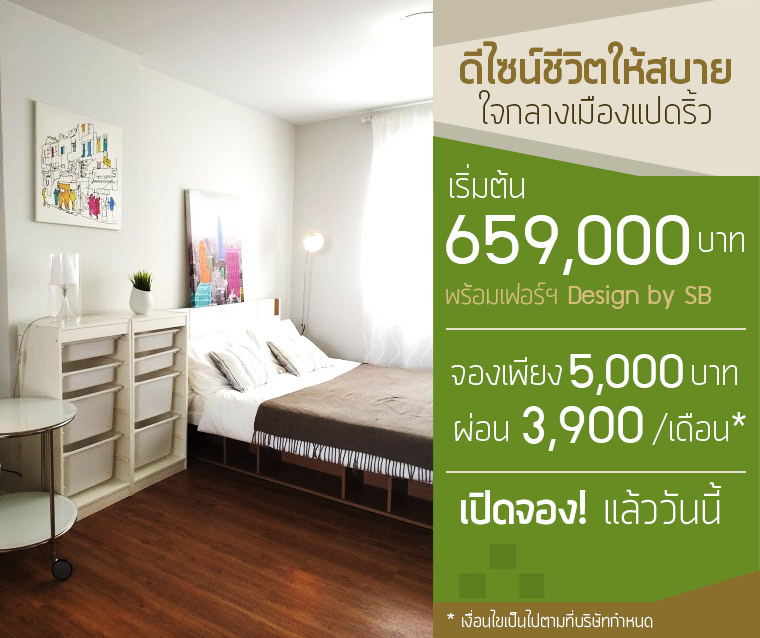 ดีไซน์ชีวิตให้สบาย
ใจกลางเมืองแปดริ้ว
เริ่มต้น
659,000 บาท
พร้อมเฟอร์ฯ Design by SB
จองเพียง 5,000 บาท
ผ่อน 3,900 /เดือน*
เปิดจอง! แล้ววันนี้
* เงื่อนไขเป็นไปตามที่บริษัทกำหนด